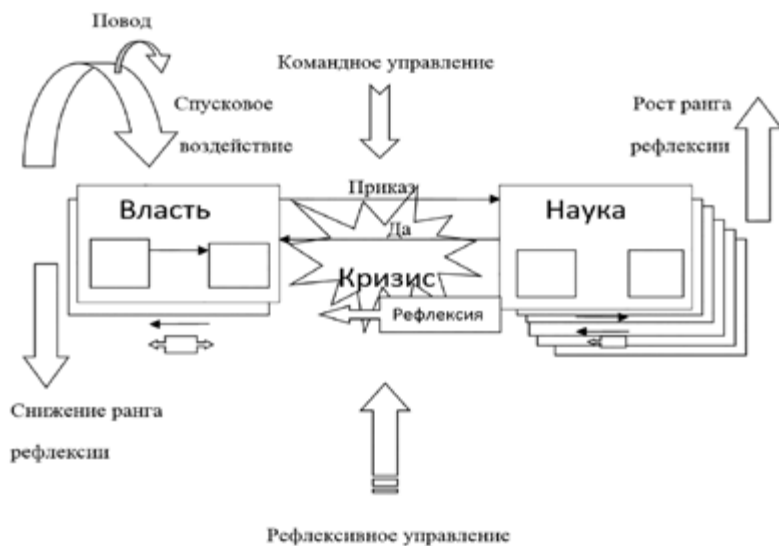 Повод
Командное управление
Спусковое
воздействие
Рост ранга
рефлексии
Власть
Приказ
Да
Кризис
Рефлексия
Наука
Снижение ранга
рефлексии
Рефлексивное управление